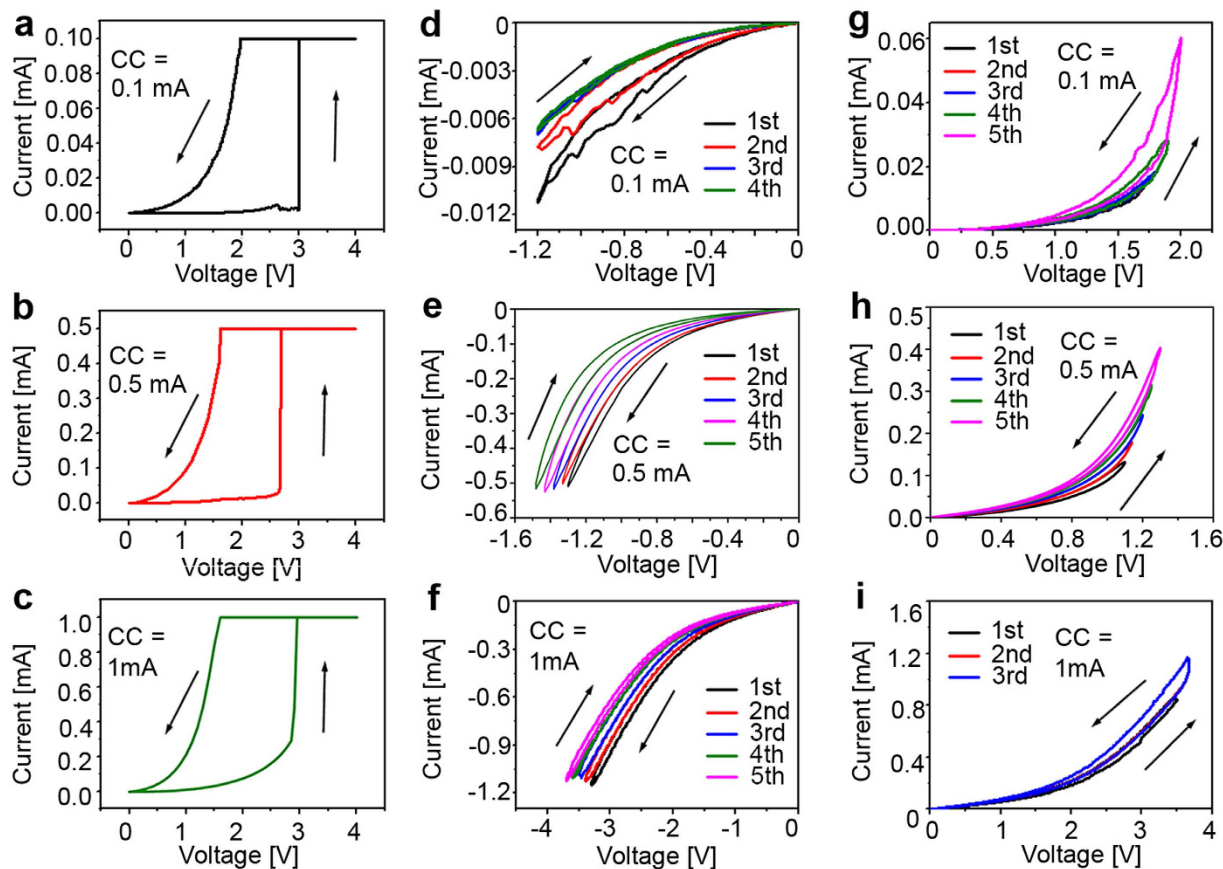 a
CC =
0.1 mA
Current [mA]
0.10
0.08
0.06
0.04
0.02
0.00
0
1
2
3
4
Voltage [V]
d
0
-0.003
-0.006
-0.009
-0.012
Current [mA]
CC =
0.1 mA
1st
2nd
3rd
4th
-1.2
-0.8
-0.4
0
Voltage [V]
g
0.06
0.04
0.02
0.00
Current [mA]
1st
2nd
3rd
4th
5th
CC =
0.1 mA
0
0.5
1.0
1.5
2.0
Voltage [V]
b
0.5
0.4
0.3
0.2
0.1
0.0
Current [mA]
CC =
0.5 mA
0
1
2
3
4
Voltage [V]
e
0
-0.1
-0.2
-0.3
-0.4
-0.5
-0.6
Current [mA]
1st
2nd
3rd
4th
5th
CC =
0.5 mA
-1.6
-1.2
-0.8
-0.4
0
Voltage [V]
h
0.5
0.4
0.3
0.2
0.1
0.0
Current [mA]
1st
2nd
3rd
4th
5th
CC =
0.5 mA
0
0.4
0.8
1.2
1.6
Voltage [V]
c
1.0
0.8
0.6
0.4
0.2
0.0
Current [mA]
CC =
1mA
0
1
2
3
4
Voltage [V]
f
0
-0.3
-0.6
-0.9
-1.2
Current [mA]
CC =
1mA
1st
2nd
3rd
4th
5th
-4
-3
-2
-1
0
Voltage [V]
i
1.6
1.2
0.8
0.4
0
Current [mA]
1st
2nd
3rd
CC =
1mA
0
1
2
3
4
Voltage [V]